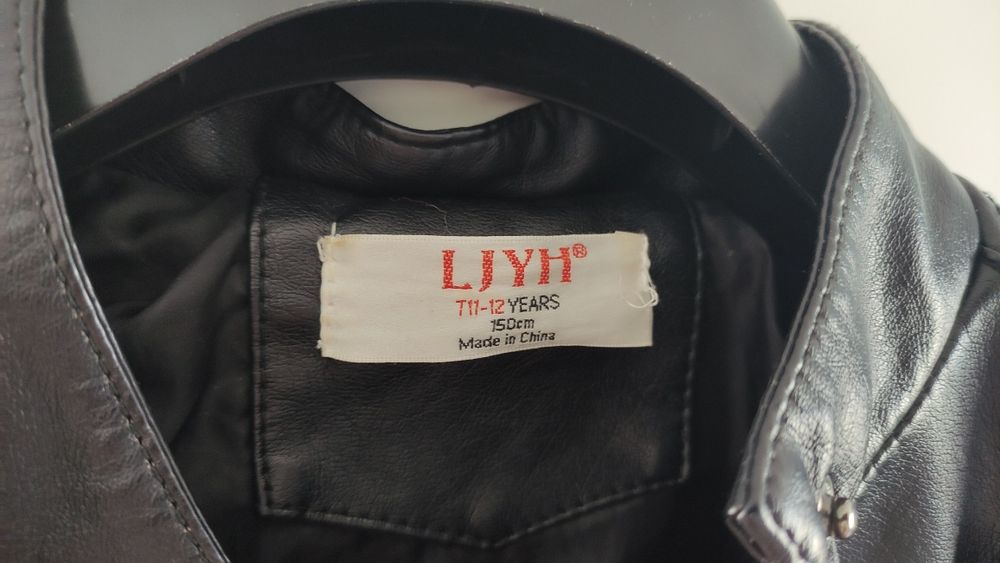 LJYH®
T11-12 YEARS
150cm
Made in China